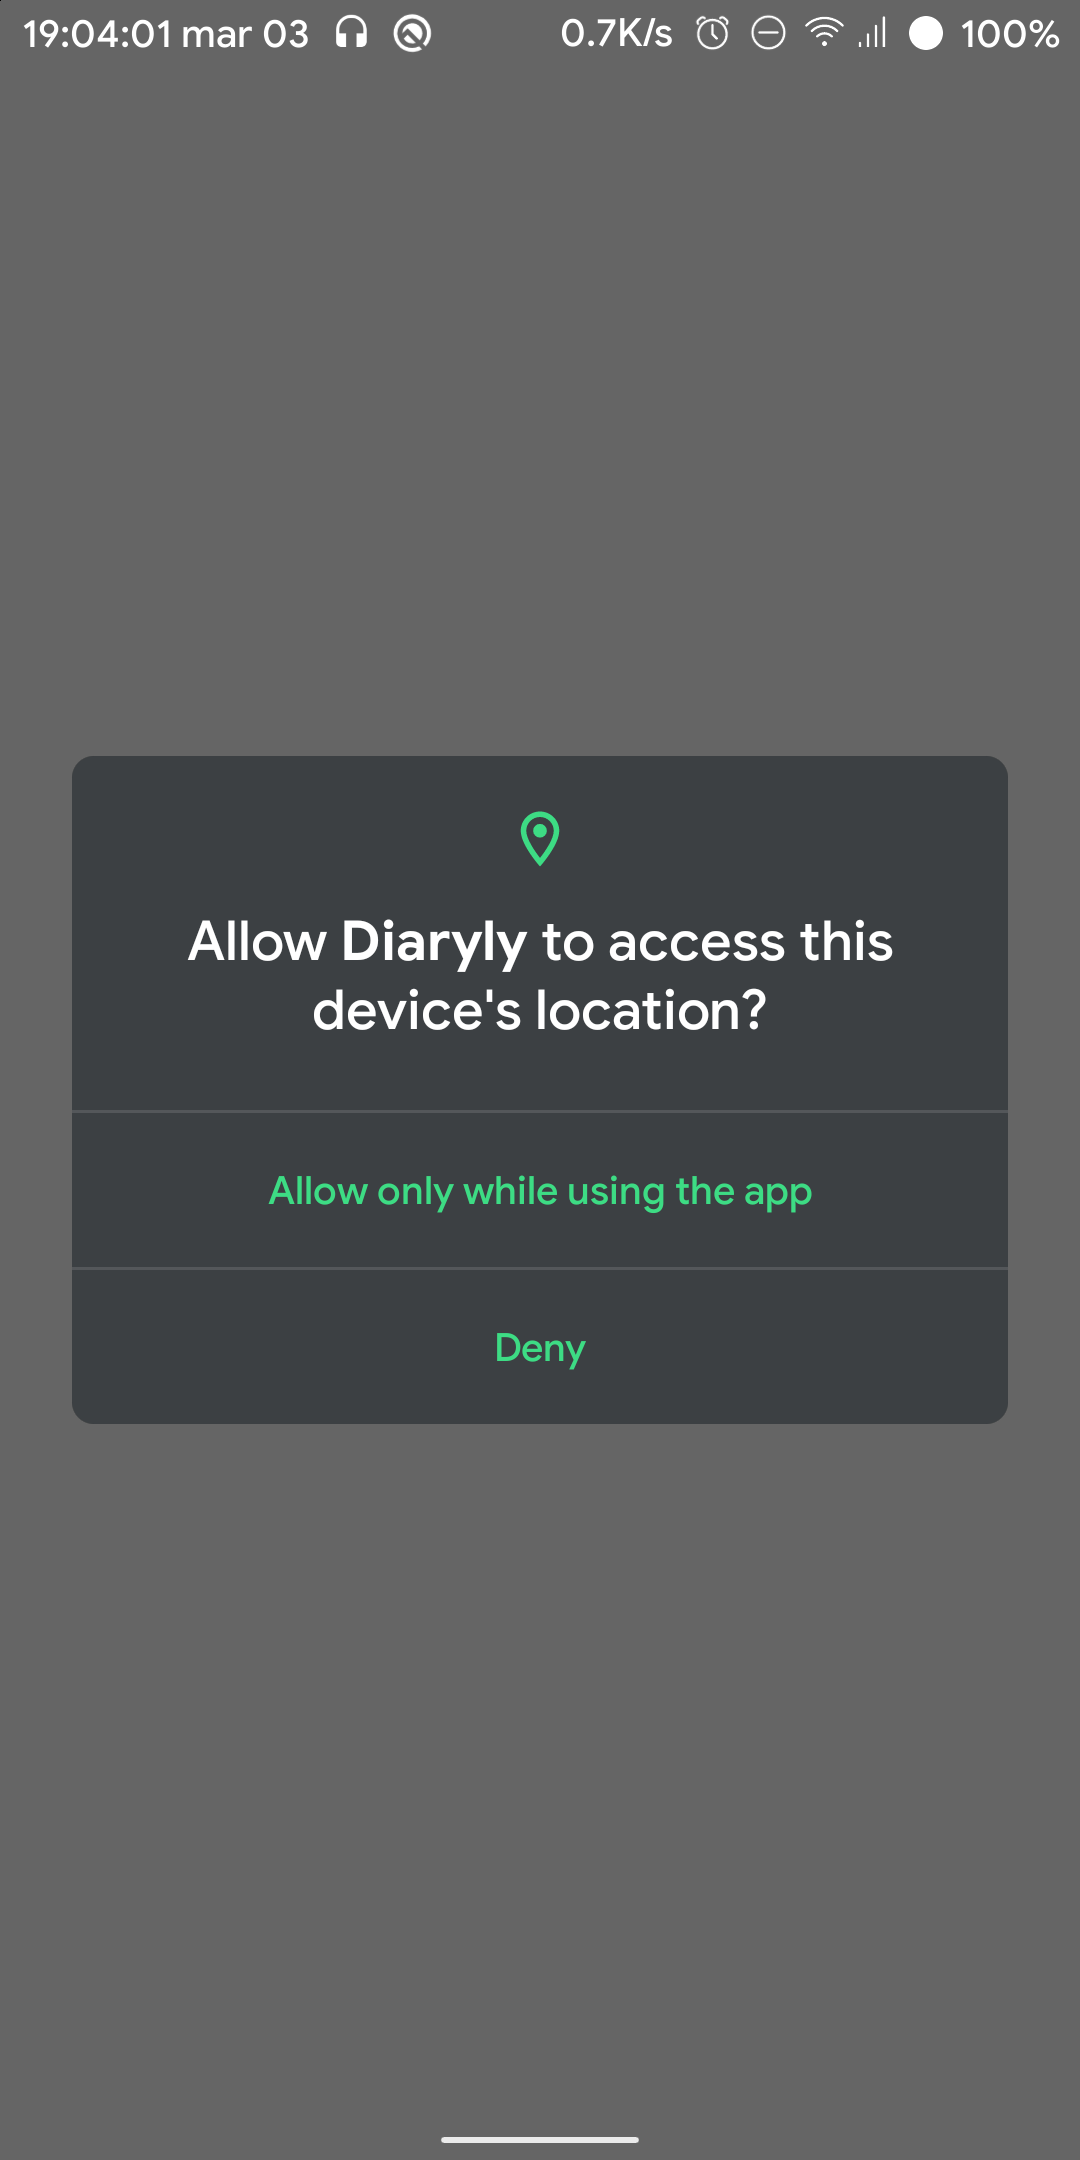 19:04:01 mar 03 0.7K/s 100%
Allow Diaryly to access this
device's location?
Allow only while using the app
Deny